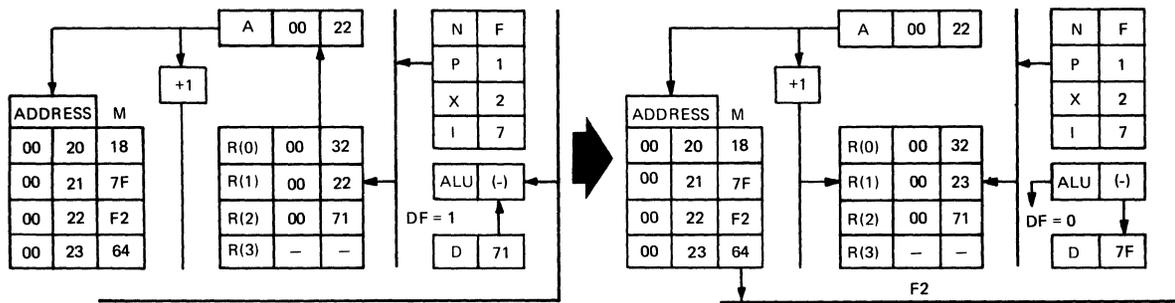 A 00 22
+1
ADDRESS M
00 20 18
00 21 7F
00 22 F2
00 23 64
R(0) 00 32
R(1) 00 22
R(2) 00 71
R(3) – –
N F
P 1
X 2
I 7
ALU (-)
DF = 1
D 71
A 00 22
+1
ADDRESS M
00 20 18
00 21 7F
00 22 F2
00 23 64
R(0) 00 32
R(1) 00 23
R(2) 00 71
R(3) – –
N F
P 1
X 2
I 7
ALU (-)
DF = 0
D 7F
F2